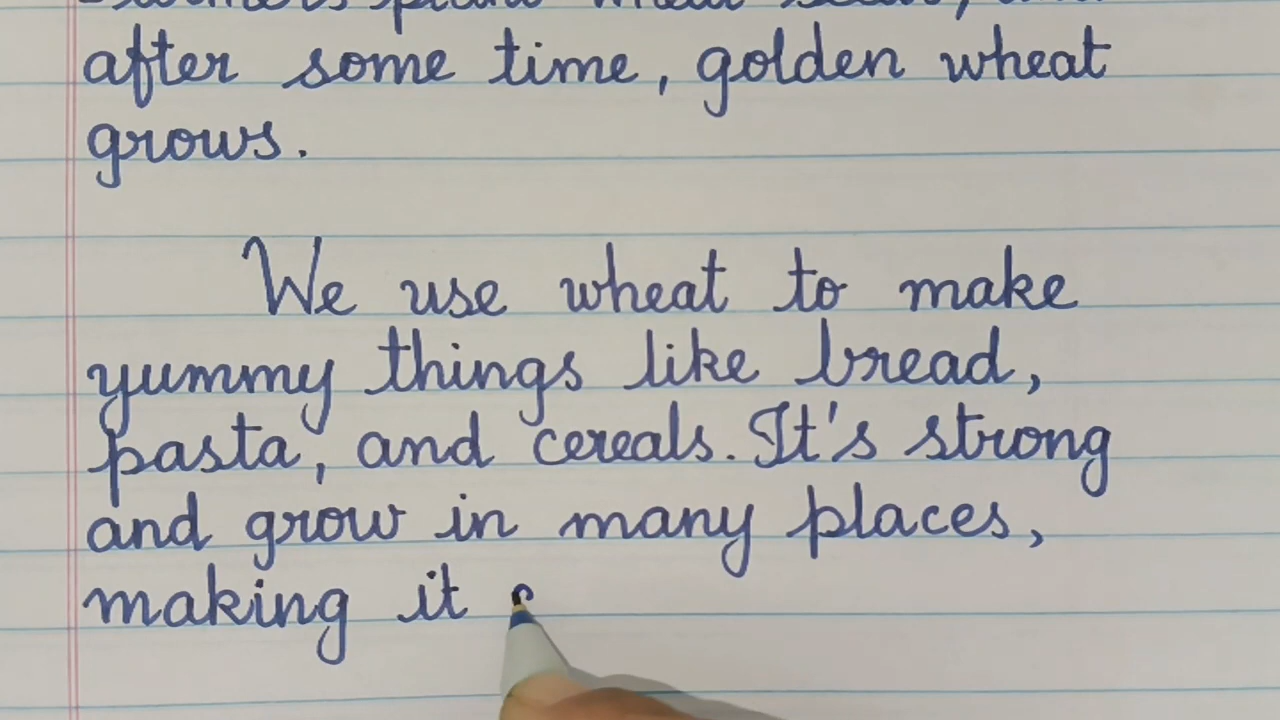 after some time, golden wheat
grows.
We use wheat to make
yummy things like bread,
pasta, and cereals. It's strong
and grow in many places,
making it